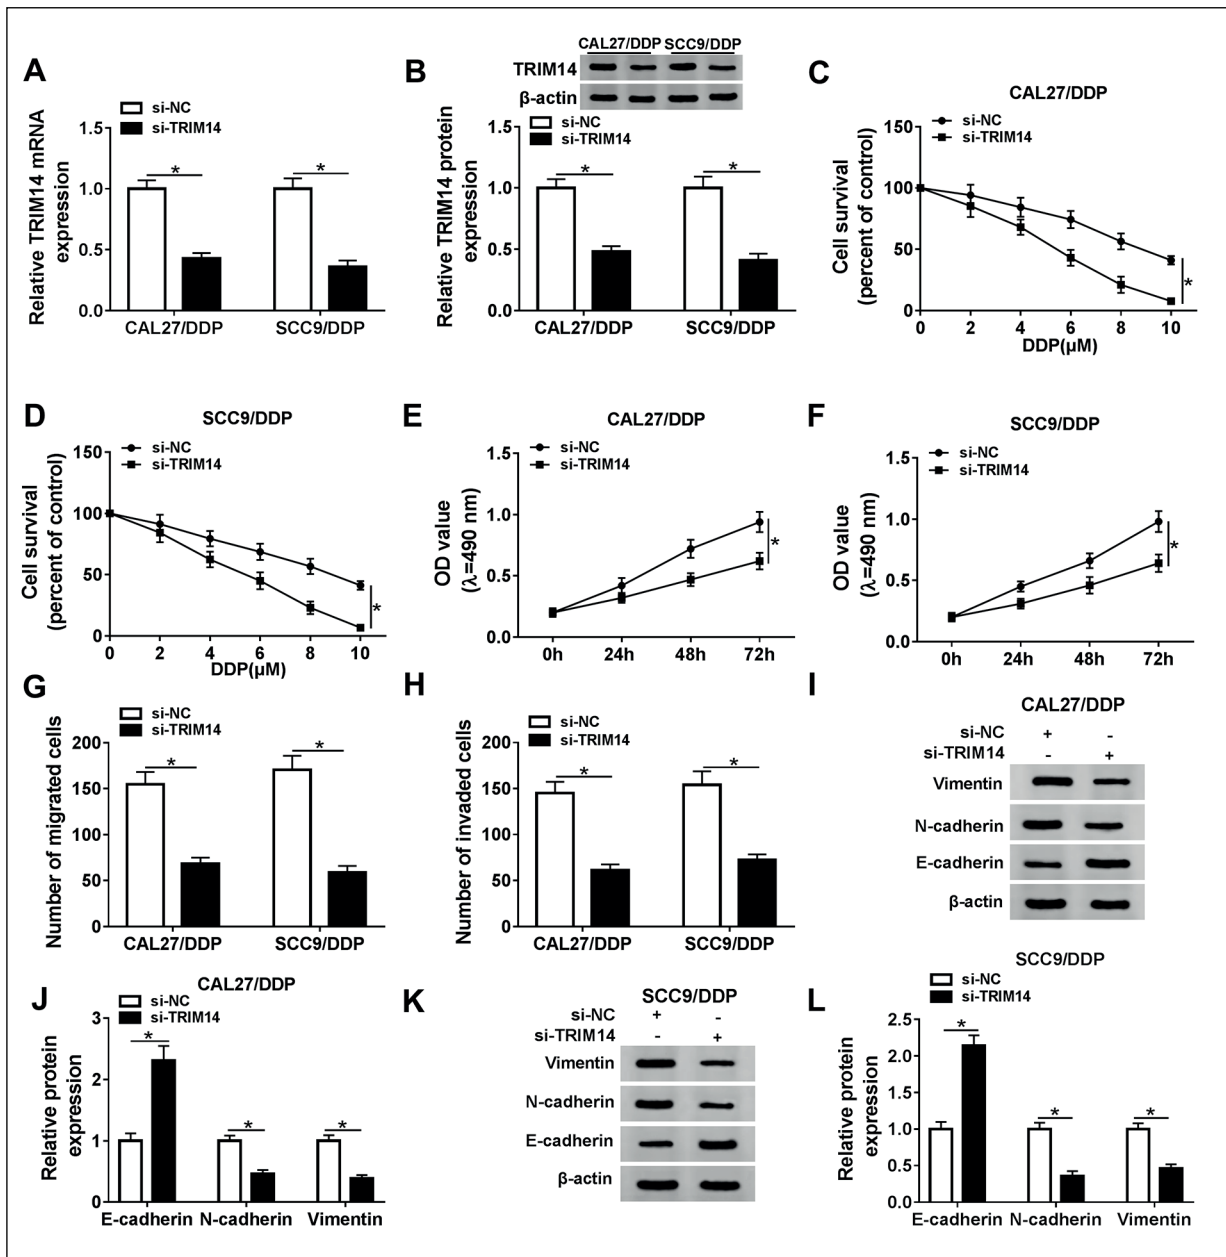 A
si-NC
si-TRIM14
Relative TRIM14 mRNA
expression
1.5
1.0
0.5
0.0
*
*
CAL27/DDP
SCC9/DDP
B
CAL27/DDP SCC9/DDP
TRIM14
β-actin
si-NC
si-TRIM14
Relative TRIM14 protein
expression
1.5
1.0
0.5
0.0
*
*
CAL27/DDP
SCC9/DDP
C
CAL27/DDP
si-NC
si-TRIM14
Cell survival
(percent of control)
150
100
50
0
*
0 2 4 6 8 10
DDP(μM)
D
SCC9/DDP
si-NC
si-TRIM14
Cell survival
(percent of control)
150
100
50
0
*
0 2 4 6 8 10
DDP(μM)
E
CAL27/DDP
si-NC
si-TRIM14
OD value
(λ=490 nm)
1.5
1.0
0.5
0.0
*
0h 24h 48h 72h
F
SCC9/DDP
si-NC
si-TRIM14
OD value
(λ=490 nm)
1.5
1.0
0.5
0.0
*
0h 24h 48h 72h
G
si-NC
si-TRIM14
Number of migrated cells
200
150
100
50
0
*
*
CAL27/DDP
SCC9/DDP
H
si-NC
si-TRIM14
Number of invaded cells
200
150
100
50
0
*
*
CAL27/DDP
SCC9/DDP
I
CAL27/DDP
si-NC + -
si-TRIM14 - +
Vimentin
N-cadherin
E-cadherin
β-actin
J
CAL27/DDP
si-NC
si-TRIM14
Relative protein
expression
3
2
1
0
*
*
*
E-cadherin N-cadherin Vimentin
K
SCC9/DDP
si-NC + -
si-TRIM14 - +
Vimentin
N-cadherin
E-cadherin
β-actin
L
SCC9/DDP
si-NC
si-TRIM14
Relative protein
expression
2.5
2.0
1.5
1.0
0.5
0.0
*
*
*
E-cadherin N-cadherin Vimentin